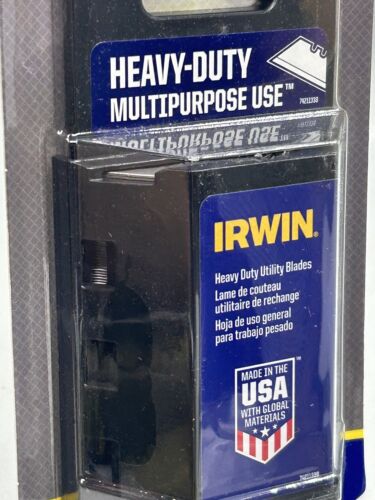 HEAVY-DUTY
MULTIPURPOSE USE™
IRWIN®
Heavy Duty Utility Blades
Lame de couteau
utilitaire de rechange
Hoja de uso general
para trabajo pesado
MADE IN THE
USA™
WITH GLOBAL
MATERIALS